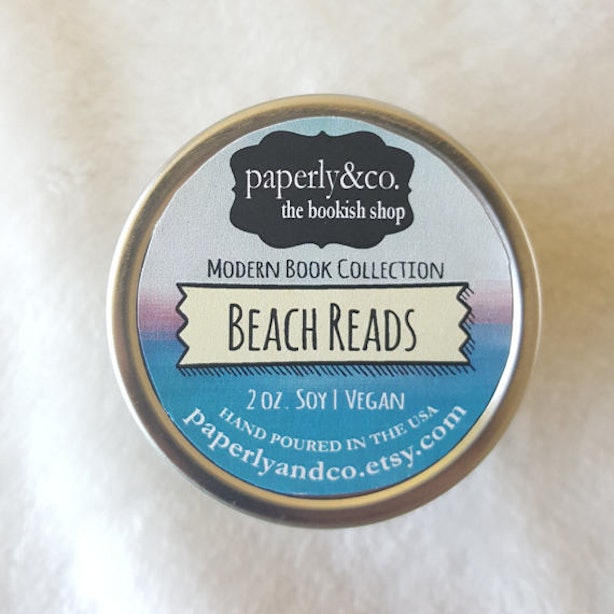 paperly&co.
the bookish shop
Modern Book Collection
Beach Reads
2 oz. Soy | Vegan
HAND POURED IN THE USA
paperlyandco.etsy.com